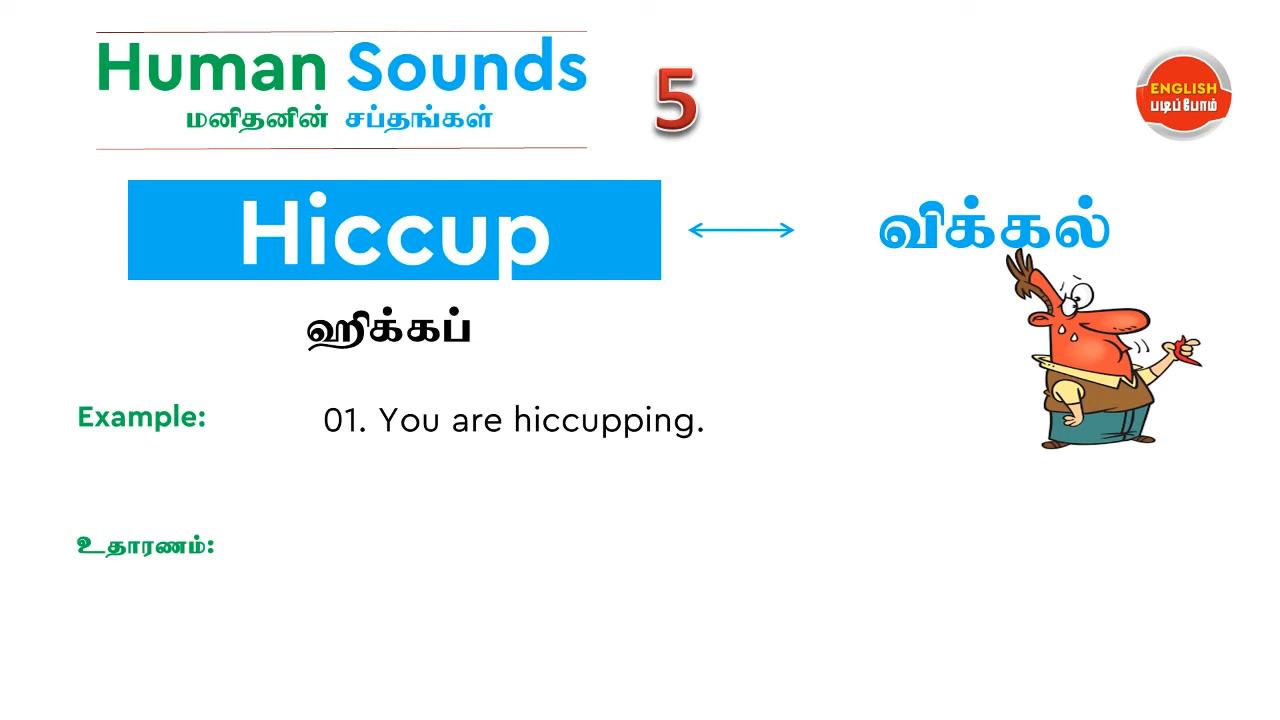 Human Sounds
மனிதனின் சப்தங்கள்
5
ENGLISH
படிப்போம்
Hiccup
விக்கல்
ஹிக்கப்
Example:
01. You are hiccupping.
உதாரணம்: